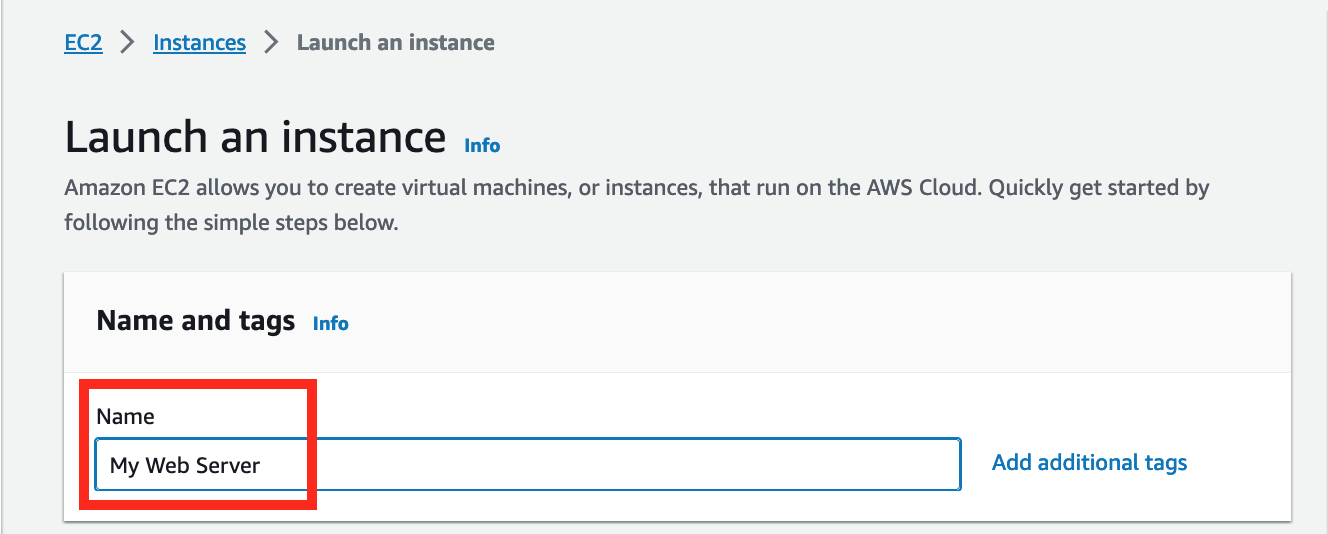 EC2 > Instances > Launch an instance
Launch an instance Info
Amazon EC2 allows you to create virtual machines, or instances, that run on the AWS Cloud. Quickly get started by
following the simple steps below.
Name and tags Info
Name
My Web Server
Add additional tags